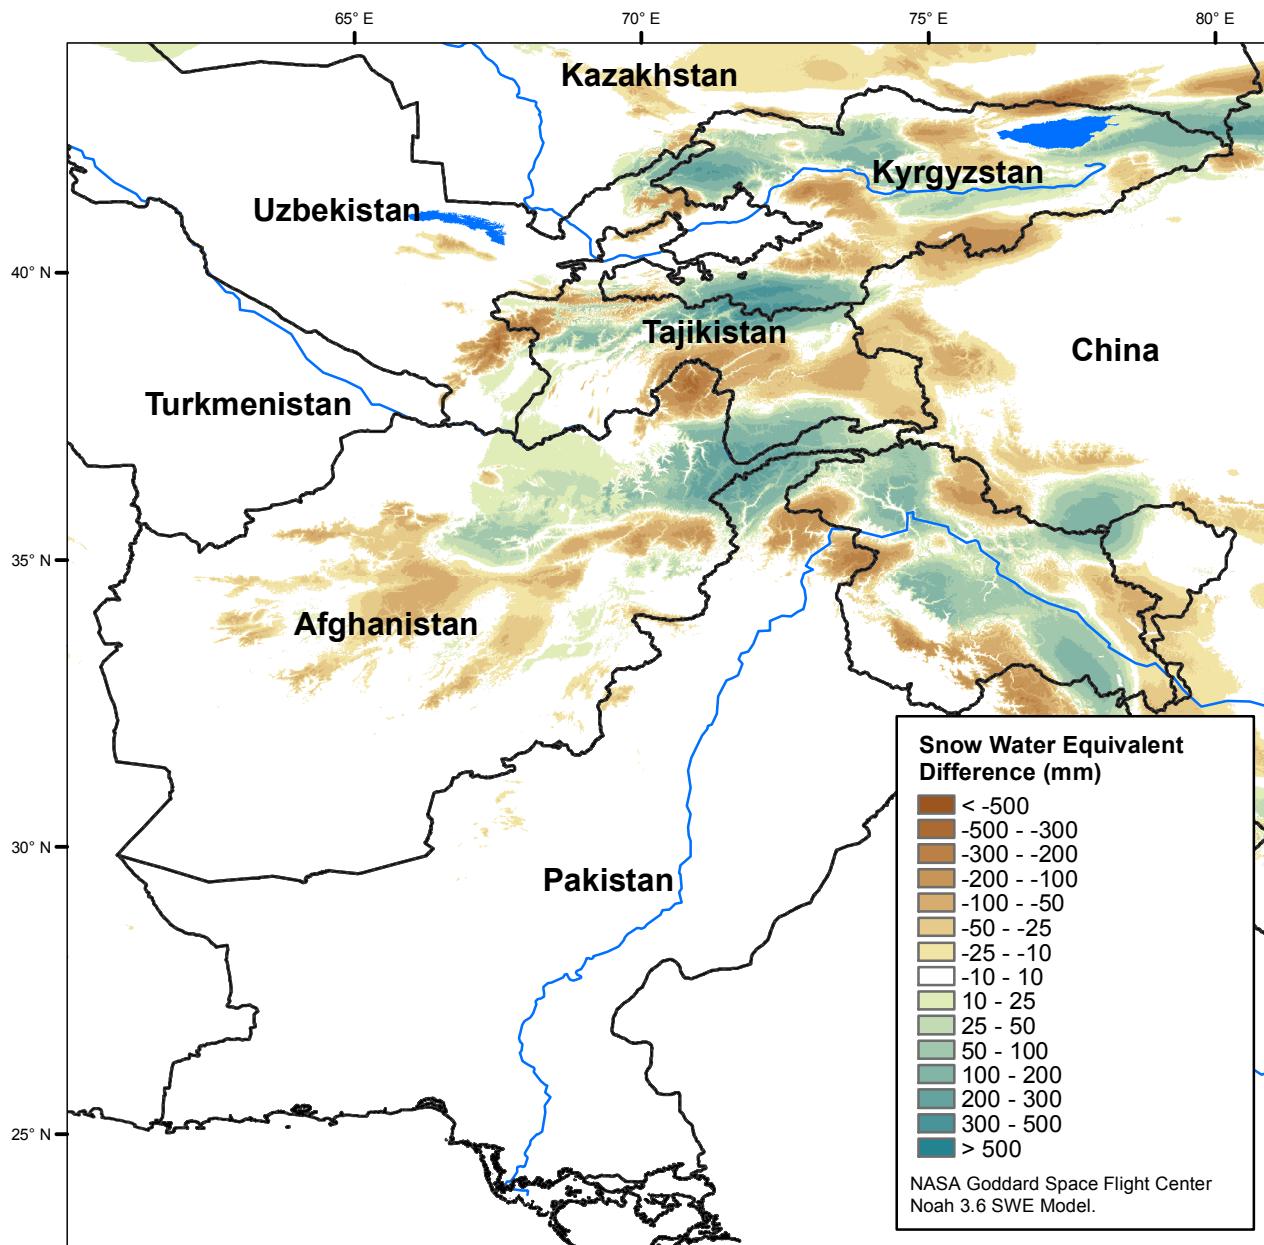 65° E
70° E
75° E
80° E
Kazakhstan
Kyrgyzstan
Uzbekistan
40° N
Tajikistan
China
Turkmenistan
35° N
Afghanistan
30° N
Pakistan
25° N
Snow Water Equivalent
Difference (mm)
< -500
-500 - -300
-300 - -200
-200 - -100
-100 - -50
-50 - -25
-25 - -10
-10 - 10
10 - 25
25 - 50
50 - 100
100 - 200
200 - 300
300 - 500
> 500
NASA Goddard Space Flight Center
Noah 3.6 SWE Model.